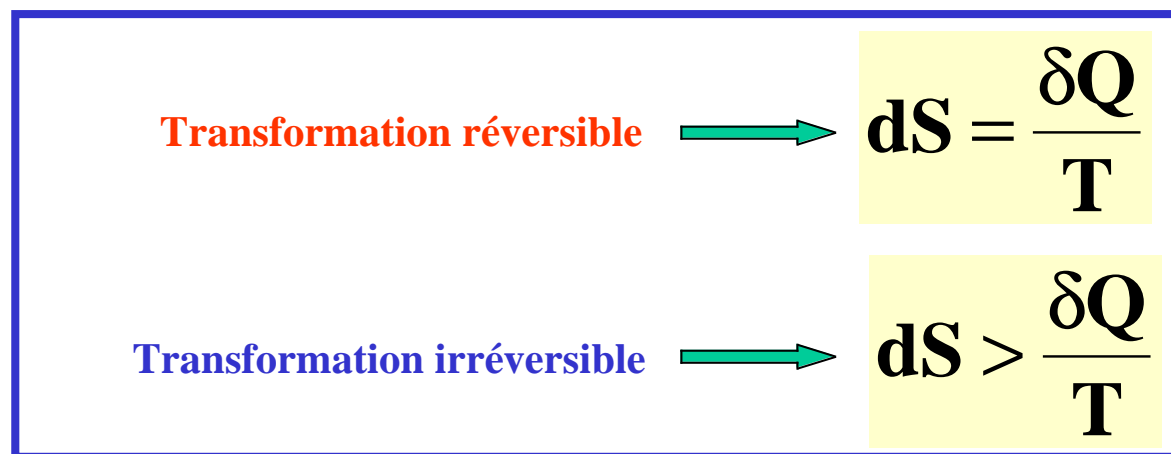 Transformation réversible dS = δQ/T
Transformation irréversible dS > δQ/T